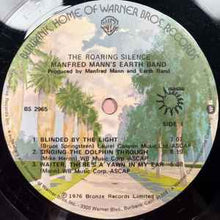 BURBANK, HOME OF WARNER BROS.
THE ROARING SILENCE
MANFRED MANN'S EARTH BAND
Produced by Manfred Mann and Earth Band
BS 2965
SIDE 1
1. BLINDED BY THE LIGHT
(Bruce Springsteen) Laurel Canyon Music Ltd. ASCAP
2. SINGING THE DOLPHIN THROUGH
(Mike Heron) WB Music Corp. ASCAP
3. WAITER, THERE'S A YAWN IN MY EAR
Mann) WB Music Corp. ASCAP
℗ 1976 Bronze Records Limited